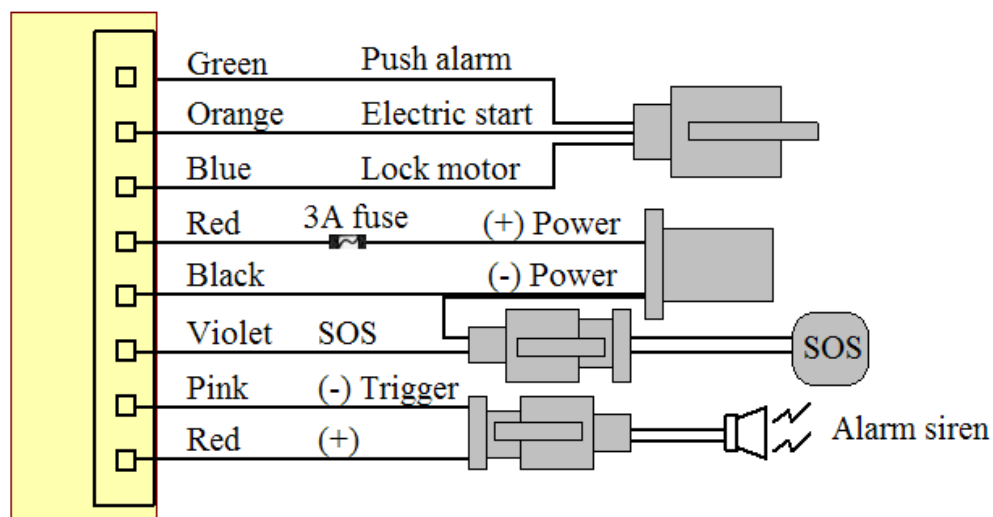 Green Push alarm
Orange Electric start
Blue Lock motor
Red 3A fuse (+) Power
Black (-) Power
Violet SOS SOS
Pink (-) Trigger
Red (+) Alarm siren